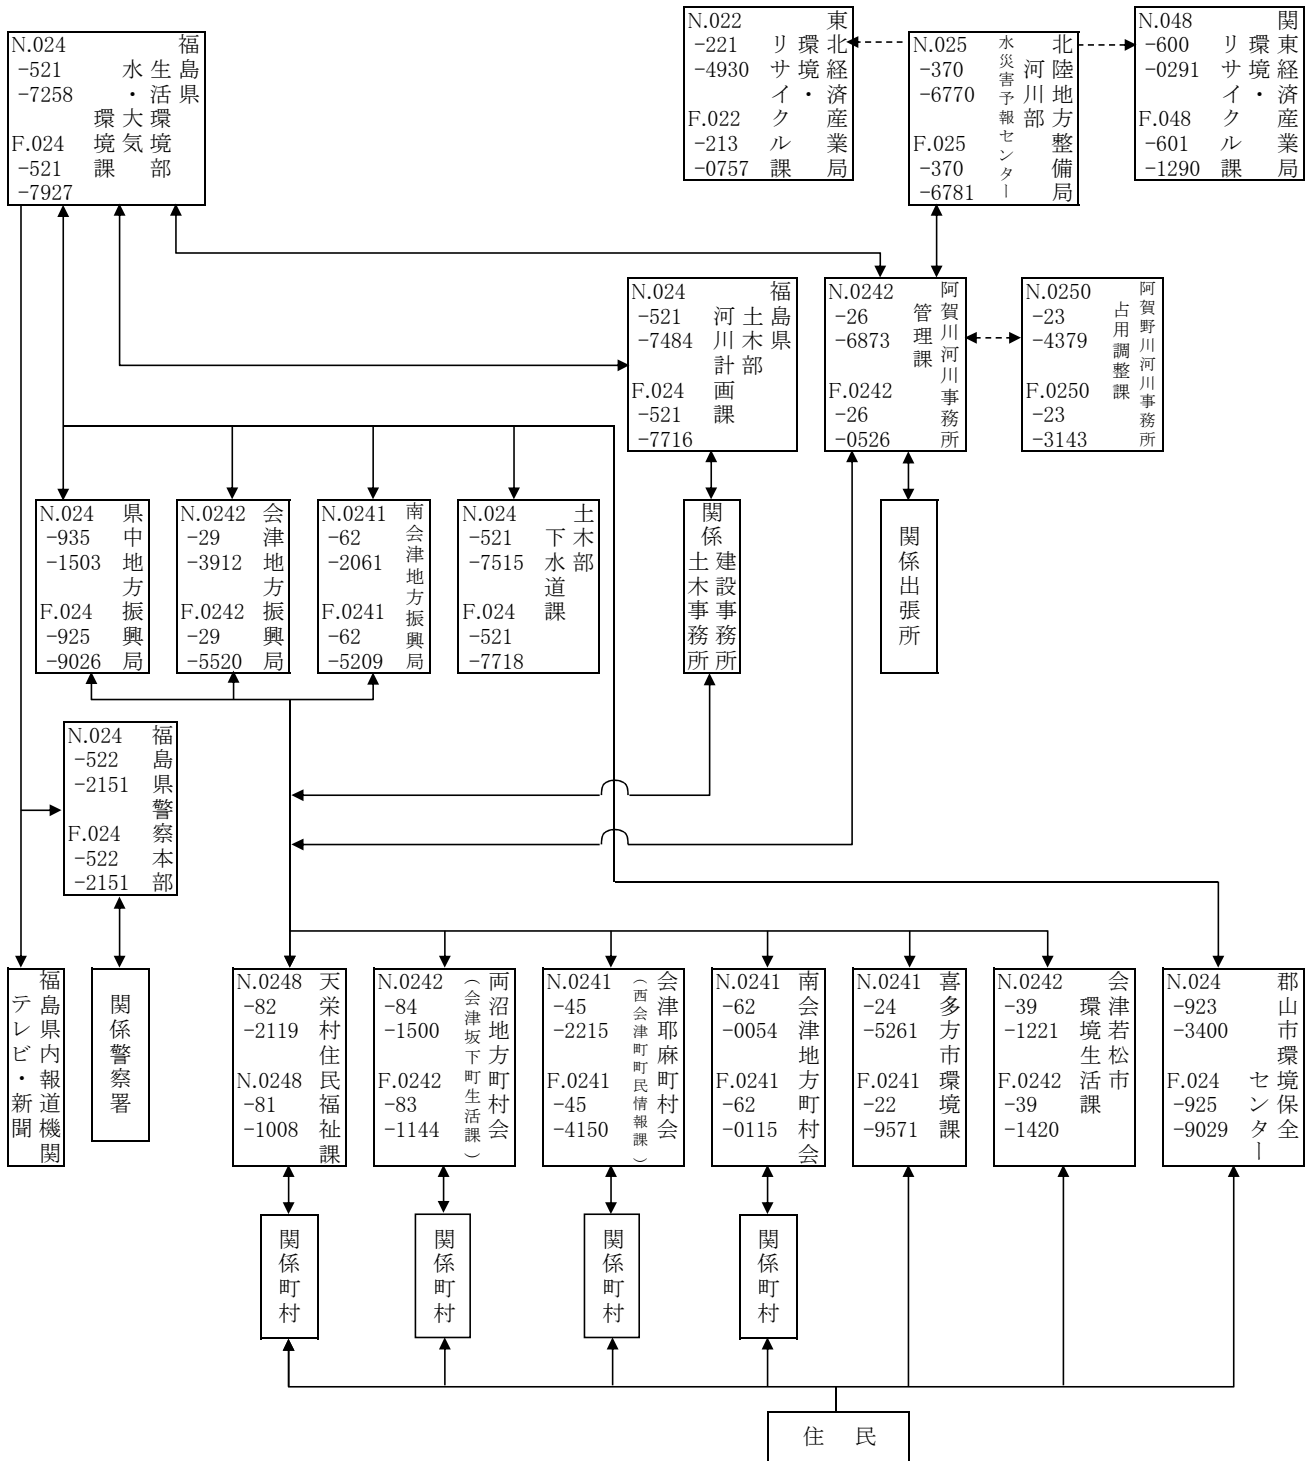 福島県
生活環境部
水・大気
環境課
N.024
-521
-7258
F.024
-521
-7927
東北経済産業局
環境・
リサイクル課
N.022
-221
-4930
F.022
-213
-0757
北陸地方整備局
河川部
水災害予報センター
N.025
-370
-6770
F.025
-370
-6781
関東経済産業局
環境・
リサイクル課
N.048
-600
-0291
F.048
-601
-1290
福島県
土木部
河川計画課
N.024
-521
-7484
F.024
-521
-7716
阿賀川河川事務所
管理課
N.0242
-26
-6873
F.0242
-26
-0526
阿賀野川河川事務所
占用調整課
N.0250
-23
-4379
F.0250
-23
-3143
県中地方振興局
N.024
-935
-1503
F.024
-925
-9026
会津地方振興局
N.0242
-29
-3912
F.0242
-29
-5520
南会津地方振興局
N.0241
-62
-2061
F.0241
-62
-5209
土木部
下水道課
N.024
-521
-7515
F.024
-521
-7718
関係
建設事務所
土木事務所
関係出張所
福島県警察本部
N.024
-522
-2151
F.024
-522
-2151
福島県内報道機関
テレビ・新聞
関係警察署
天栄村住民福祉課
N.0248
-82
-2119
N.0248
-81
-1008
両沼地方町村会
(会津坂下町生活課)
N.0242
-84
-1500
F.0242
-83
-1144
会津耶麻町村会
(西会津町町民情報課)
N.0241
-45
-2215
F.0241
-45
-4150
南会津地方町村会
N.0241
-62
-0054
F.0241
-62
-0115
喜多方市環境課
N.0241
-24
-5261
F.0241
-22
-9571
会津若松市
環境生活課
N.0242
-39
-1221
F.0242
-39
-1420
郡山市環境保全
センター
N.024
-923
-3400
F.024
-925
-9029
関係町村
関係町村
関係町村
関係町村
住 民